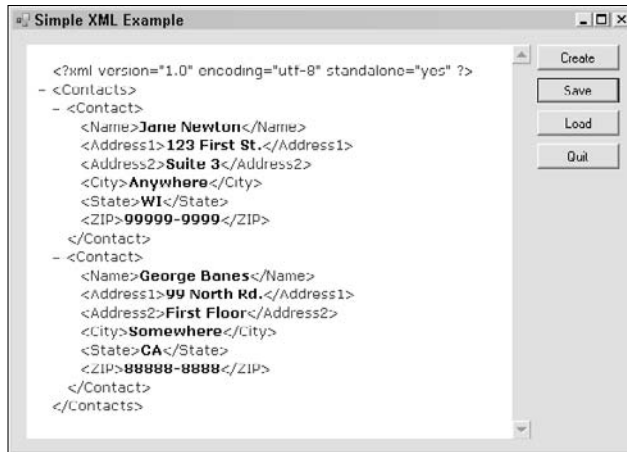 Simple XML Example
<?xml version="1.0" encoding="utf-8" standalone="yes" ?>
- <Contacts>
- <Contact>
<Name>Jane Newton</Name>
<Address1>123 First St.</Address1>
<Address2>Suite 3</Address2>
<City>Anywhere</City>
<State>WI</State>
<ZIP>99999-9999</ZIP>
</Contact>
- <Contact>
<Name>George Banes</Name>
<Address1>99 North Rd.</Address1>
<Address2>First Floor</Address2>
<City>Somewhere</City>
<State>CA</State>
<ZIP>88888-8888</ZIP>
</Contact>
</Contacts>
Create
Save
Load
Quit